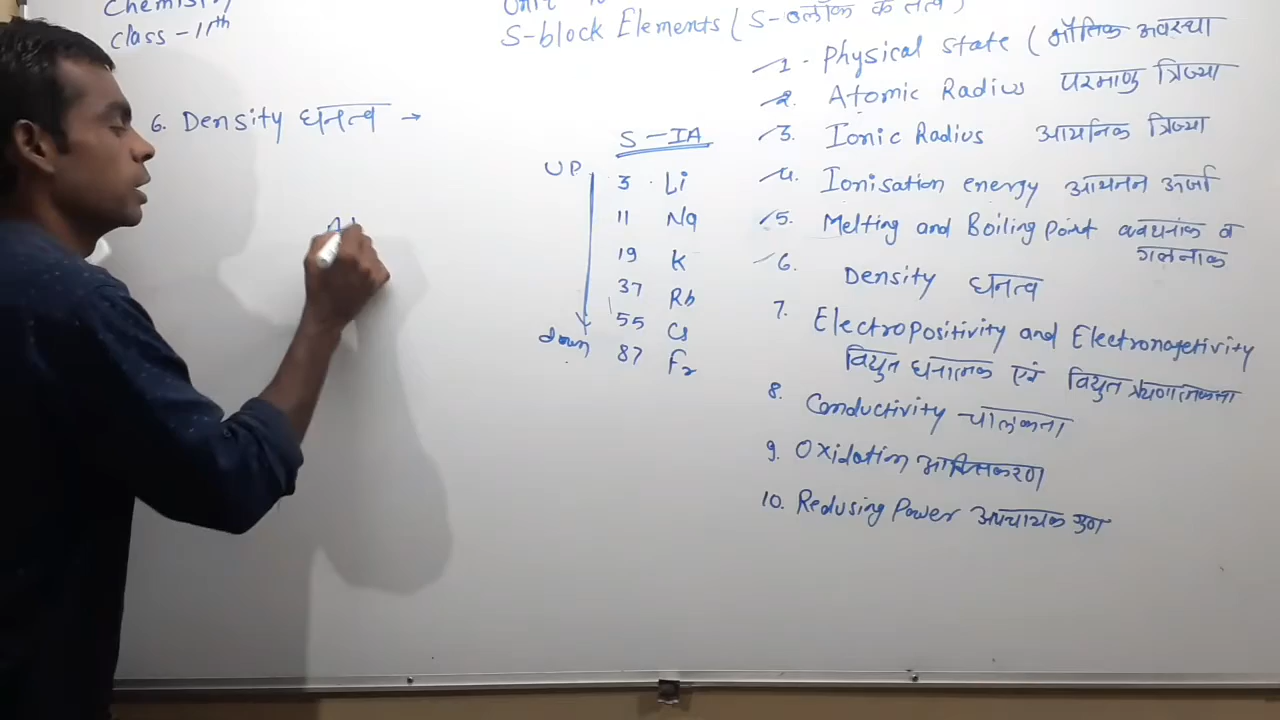 Chemistry
Class - 11th
Unit
S-block Elements (S-ब्लॉक के तत्व)
6. Density घनत्व →
S - IA
UP
3 Li
11 Na
19 K
37 Rb
55 Cs
87 Fr
down
1. Physical state (भौतिक अवस्था
2. Atomic Radius परमाणु त्रिज्या
3. Ionic Radius आयनिक त्रिज्या
4. Ionisation energy आयनन ऊर्जा
5. Melting and Boiling point क्वथनांक व
गलनांक
6. Density घनत्व
7. Electropositivity and Electronagetivity
विद्युत धनात्मक एवं विद्युत ऋणात्मकता
8. Conductivity चालकता
9. Oxidation आक्सिकरण
10. Redusing Power अपचायक गुण